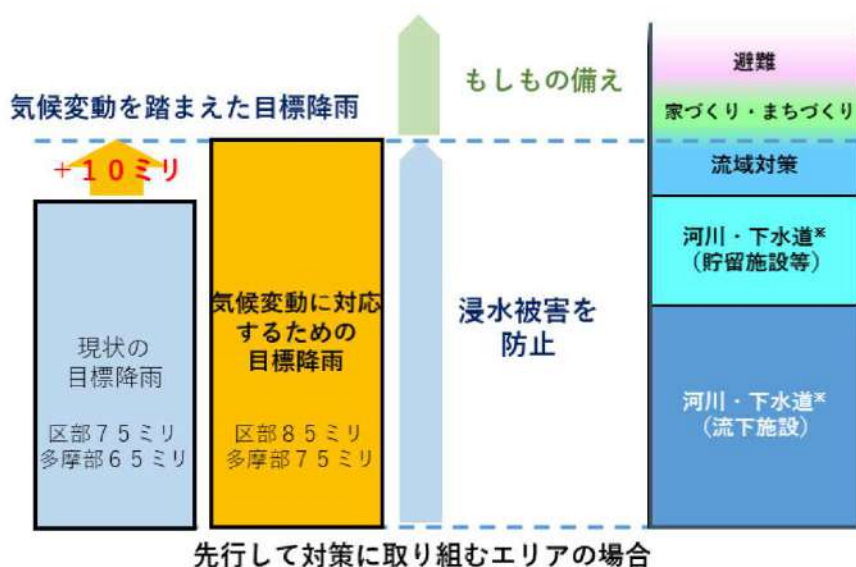 気候変動を踏まえた目標降雨
+10ミリ
現状の
目標降雨
区部75ミリ
多摩部65ミリ
気候変動に対応
するための
目標降雨
区部85ミリ
多摩部75ミリ
もしもの備え
浸水被害を
防止
避難
家づくり・まちづくり
流域対策
河川・下水道※
(貯留施設等)
河川・下水道※
(流下施設)
先行して対策に取り組むエリアの場合